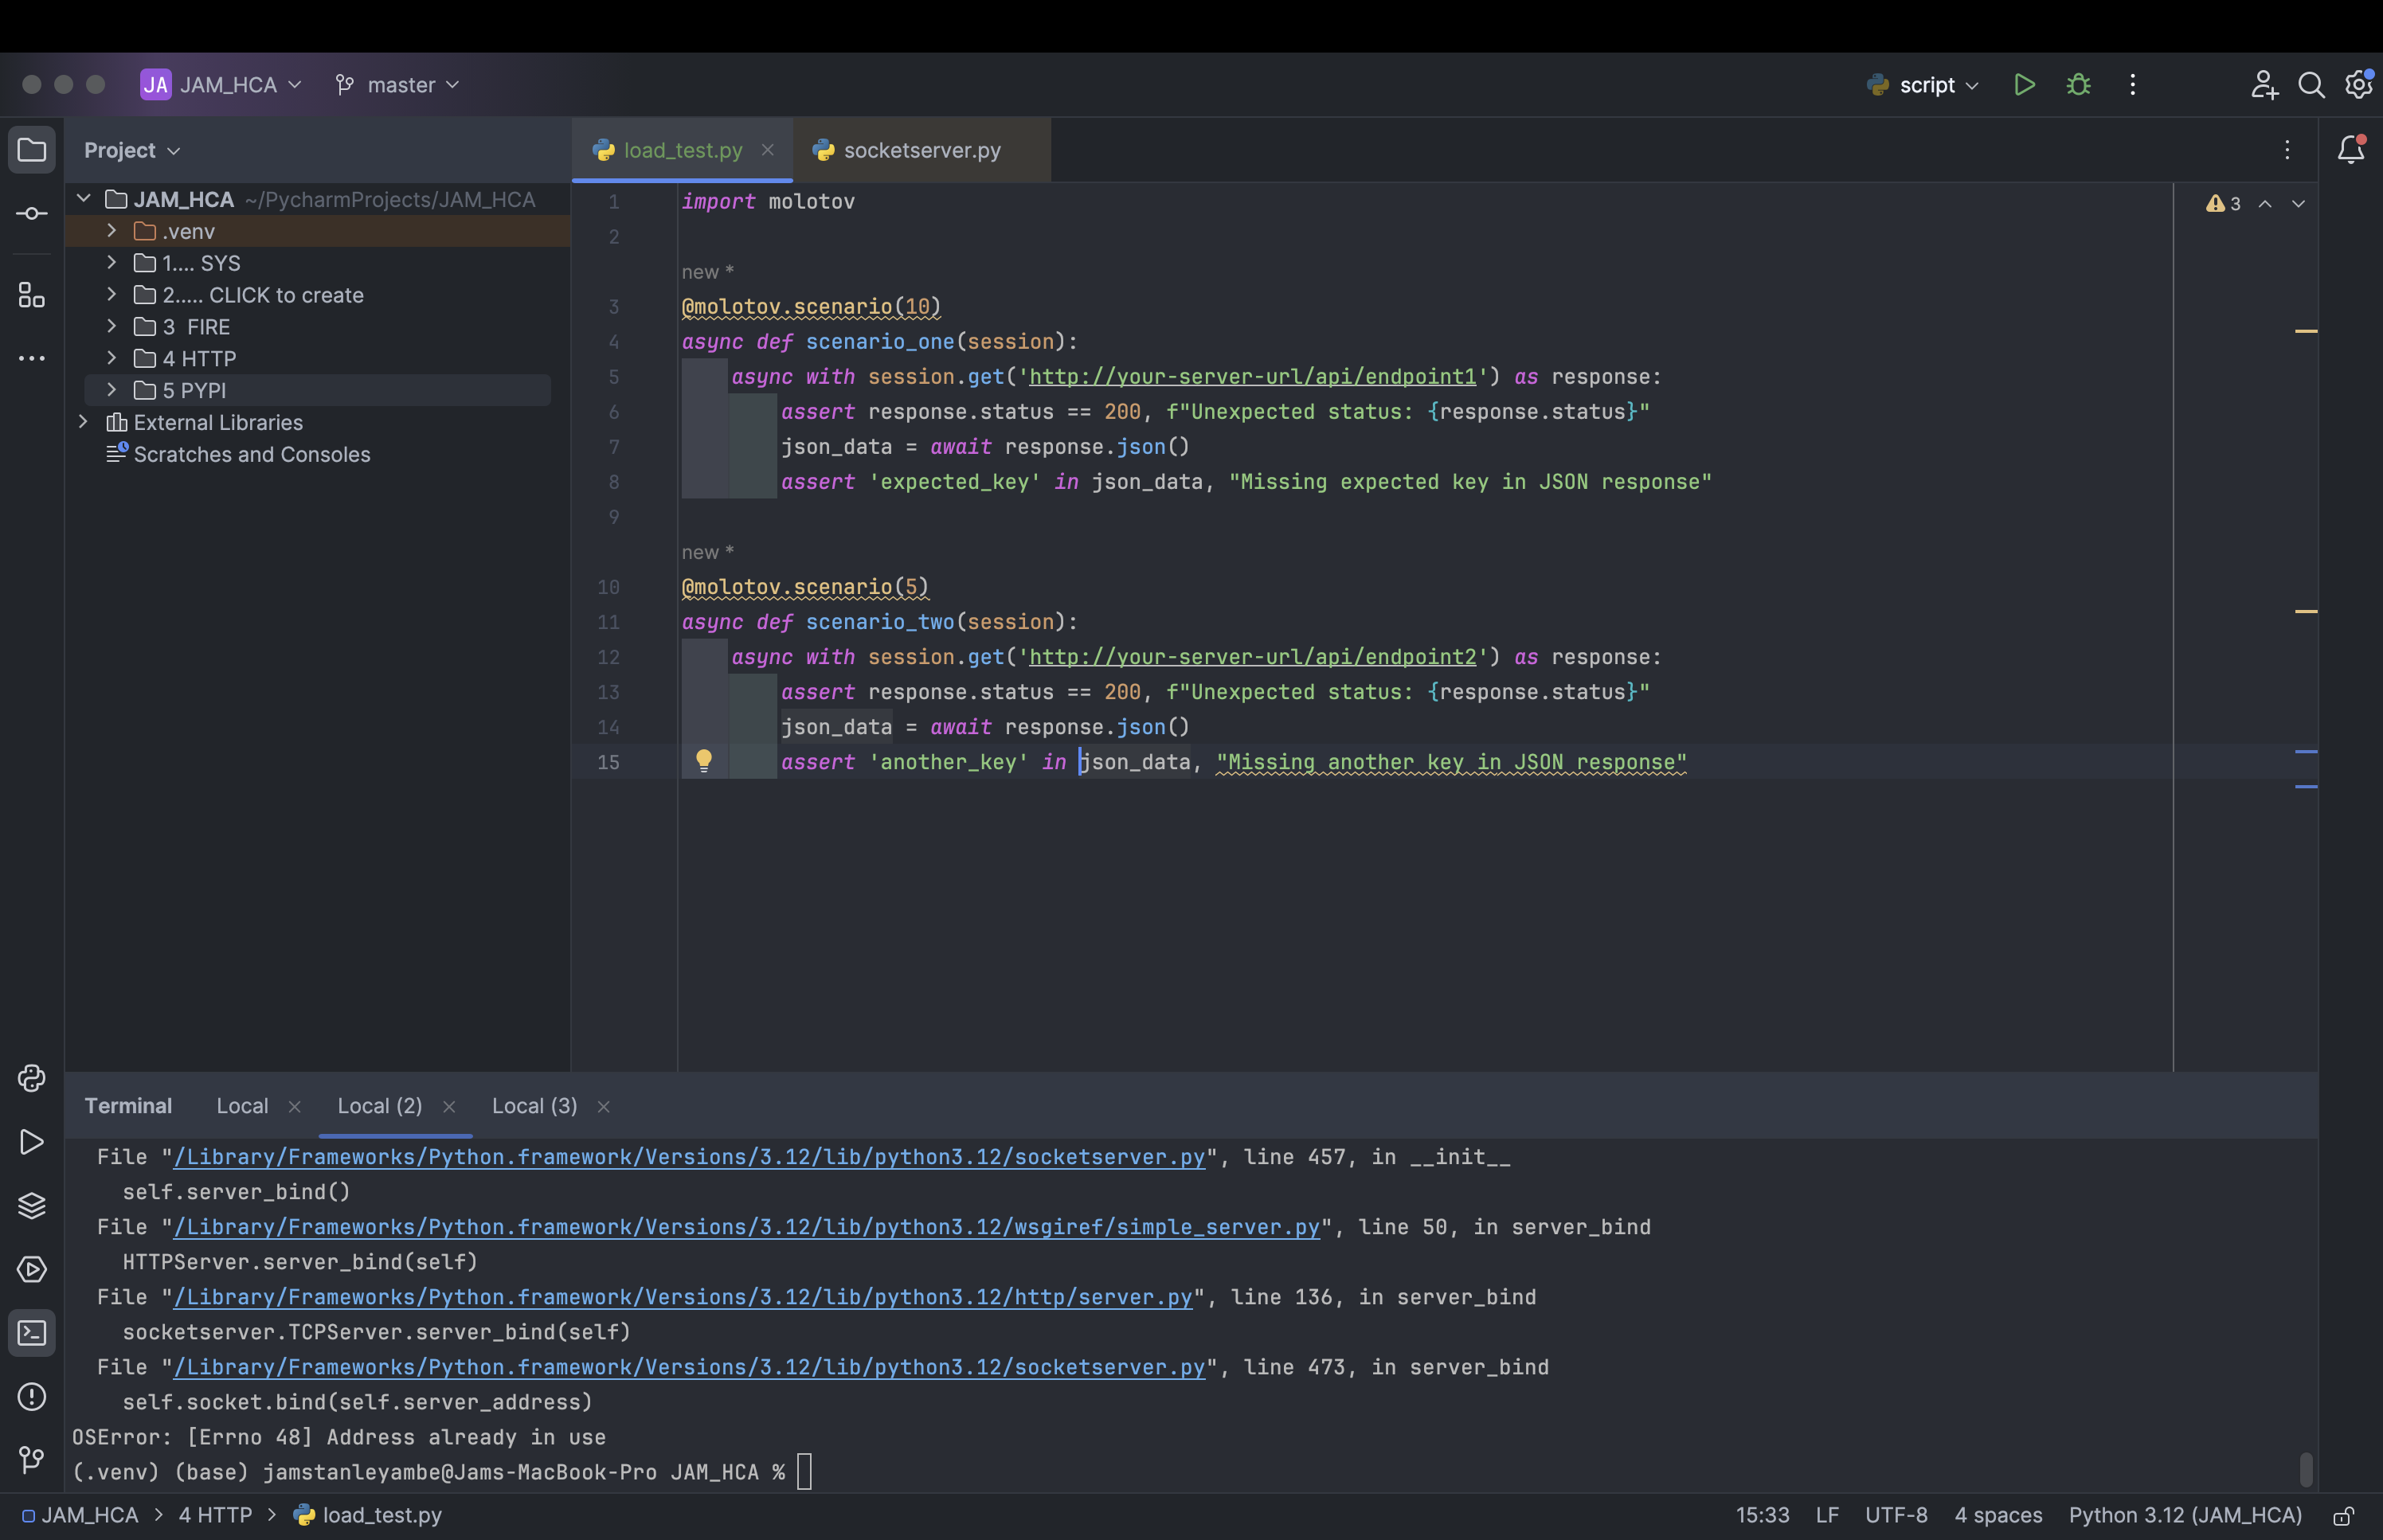 JA JAM_HCA master script
Project
load_test.py socketserver.py
JAM_HCA ~/PycharmProjects/JAM_HCA
.venv
1.... SYS
2..... CLICK to create
3 FIRE
4 HTTP
5 PYPI
External Libraries
Scratches and Consoles
3
1 import molotov
2
new *
3 @molotov.scenario(10)
4 async def scenario_one(session):
5 async with session.get('http://your-server-url/api/endpoint1') as response:
6 assert response.status == 200, f"Unexpected status: {response.status}"
7 json_data = await response.json()
8 assert 'expected_key' in json_data, "Missing expected key in JSON response"
9
new *
10 @molotov.scenario(5)
11 async def scenario_two(session):
12 async with session.get('http://your-server-url/api/endpoint2') as response:
13 assert response.status == 200, f"Unexpected status: {response.status}"
14 json_data = await response.json()
15 assert 'another_key' in json_data, "Missing another key in JSON response"
Terminal Local Local (2) Local (3)
File "/Library/Frameworks/Python.framework/Versions/3.12/lib/python3.12/socketserver.py", line 457, in __init__
self.server_bind()
File "/Library/Frameworks/Python.framework/Versions/3.12/lib/python3.12/wsgiref/simple_server.py", line 50, in server_bind
HTTPServer.server_bind(self)
File "/Library/Frameworks/Python.framework/Versions/3.12/lib/python3.12/http/server.py", line 136, in server_bind
socketserver.TCPServer.server_bind(self)
File "/Library/Frameworks/Python.framework/Versions/3.12/lib/python3.12/socketserver.py", line 473, in server_bind
self.socket.bind(self.server_address)
OSError: [Errno 48] Address already in use
(.venv) (base) jamstanleyambe@Jams-MacBook-Pro JAM_HCA %
JAM_HCA > 4 HTTP > load_test.py 15:33 LF UTF-8 4 spaces Python 3.12 (JAM_HCA)